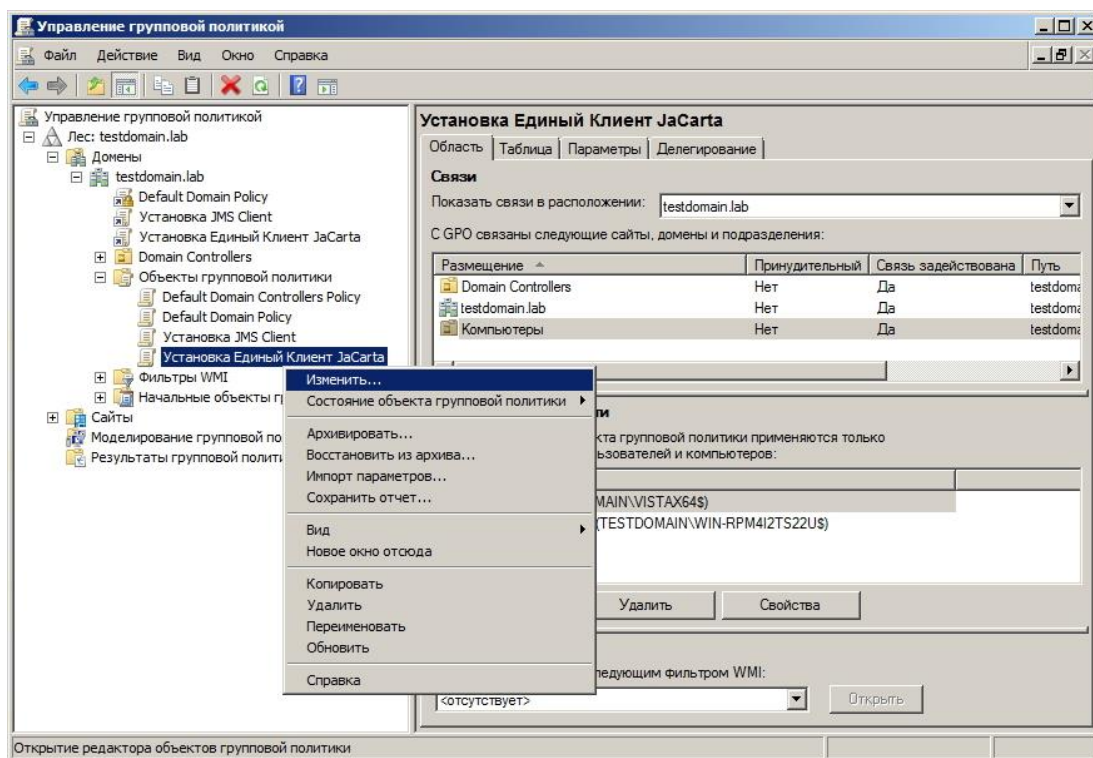 Управление групповой политикой
Файл Действие Вид Окно Справка
Управление групповой политикой
Лес: testdomain.lab
Домены
testdomain.lab
Default Domain Policy
Установка JMS Client
Установка Единый Клиент JaCarta
Domain Controllers
Объекты групповой политики
Default Domain Controllers Policy
Default Domain Policy
Установка JMS Client
Установка Единый Клиент JaCarta
Фильтры WMI
Начальные объекты
Сайты
Моделирование групповой
Результаты групповой
Изменить...
Состояние объекта групповой политики
Архивировать...
Восстановить из архива...
Импорт параметров...
Сохранить отчет...
Вид
Новое окно отсюда
Копировать
Удалить
Переименовать
Обновить
Справка
Установка Единый Клиент JaCarta
Область Таблица Параметры Делегирование
Связи
Показать связи в расположении: testdomain.lab
С GPO связаны следующие сайты, домены и подразделения:
Размещение Принудительный Связь задействована Путь
Domain Controllers Нет Да testdoma
testdomain.lab Нет Да testdoma
Компьютеры Нет Да testdoma
ти
кта групповой политики применяются только
ьзователей и компьютеров:
MAIN\VISTAX64$)
(TESTDOMAIN\WIN-RPM4I2TS22U$)
Удалить Свойства
ледующим фильтром WMI:
<отсутствует> Открыть
Открытие редактора объектов групповой политики